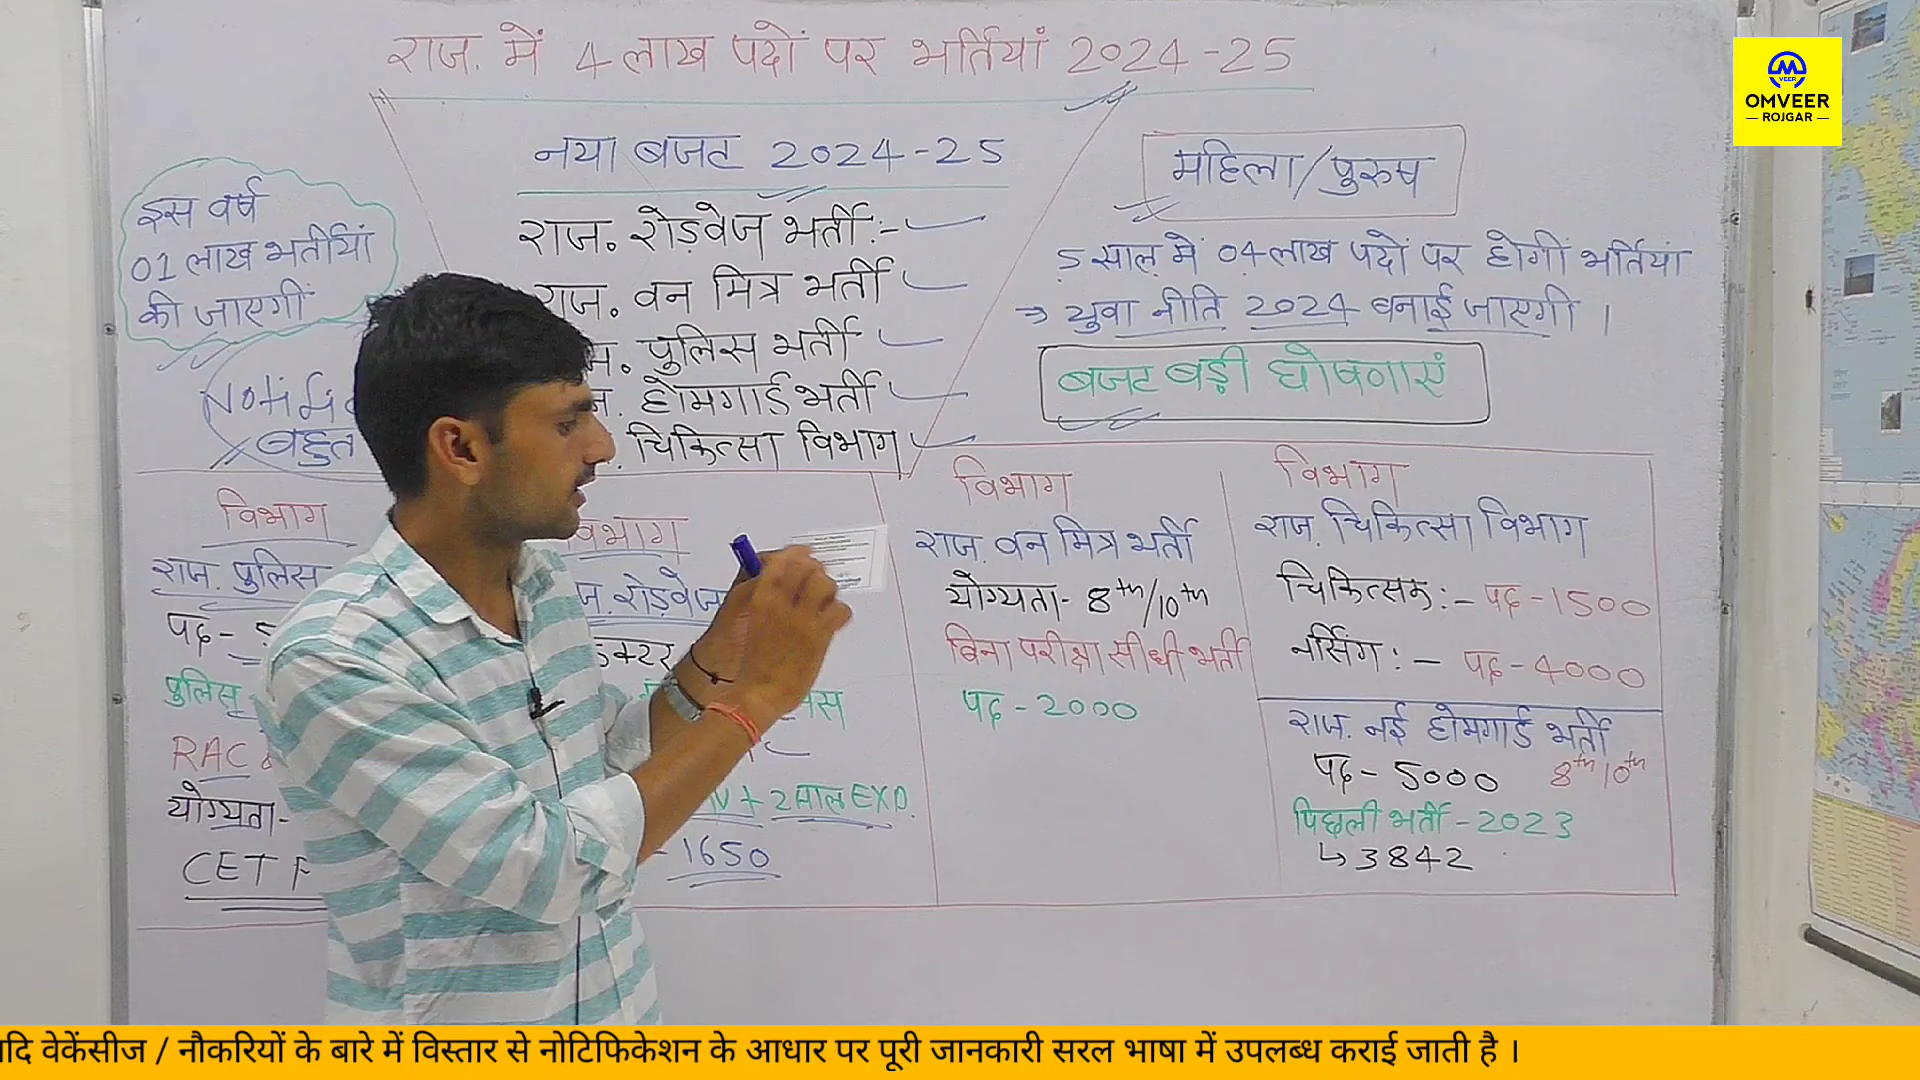 राज. में 4 लाख पदों पर भर्तियां 2024-25
नया बजट 2024-25
राज. रोड़वेज भर्ती:-
राज. वन मित्र भर्ती
पुलिस भर्ती
होमगार्ड भर्ती
चिकित्सा विभाग
इस वर्ष
01 लाख भर्तीयां
की जाएगीं
बहुत
महिला/पुरुष
5 साल में 04 लाख पदों पर होगी भर्तियां
→ युवा नीति 2024 बनाई जाएगी ।
बजट बड़ी घोषणाएं
विभाग
राज. पुलिस
पद-
पुलिस
RAC
योग्यता-
CET
विभाग
रोड़वेज
+ 2 साल EXP.
- 1650
विभाग
राज. वन मित्र भर्ती
योग्यता- 8th/10th
बिना परीक्षा सीधी भर्ती
पद - 2000
विभाग
राज. चिकित्सा विभाग
चिकित्सक:- पद - 1500
नर्सिंग:- पद - 4000
राज. नई होमगार्ड भर्ती
पद - 5000 8th 10th
पिछली भर्ती - 2023
↳ 3842
M
VEER
OMVEER
— ROJGAR —
वेकेंसीज / नौकरियों के बारे में विस्तार से नोटिफिकेशन के आधार पर पूरी जानकारी सरल भाषा में उपलब्ध कराई जाती है ।